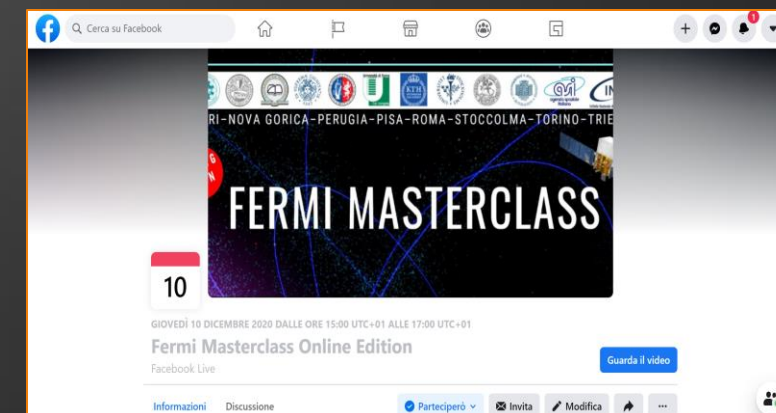 Cerca su Facebook
1
RI-NOVA GORICA-PERUGIA-PISA-ROMA-STOCCOLMA-TORINO-TRIE
FERMI MASTERCLASS
10
GIOVEDÌ 10 DICEMBRE 2020 DALLE ORE 15:00 UTC+01 ALLE 17:00 UTC+01
Fermi Masterclass Online Edition
Facebook Live
Guarda il video
Informazioni Discussione Parteciperò Invita Modifica